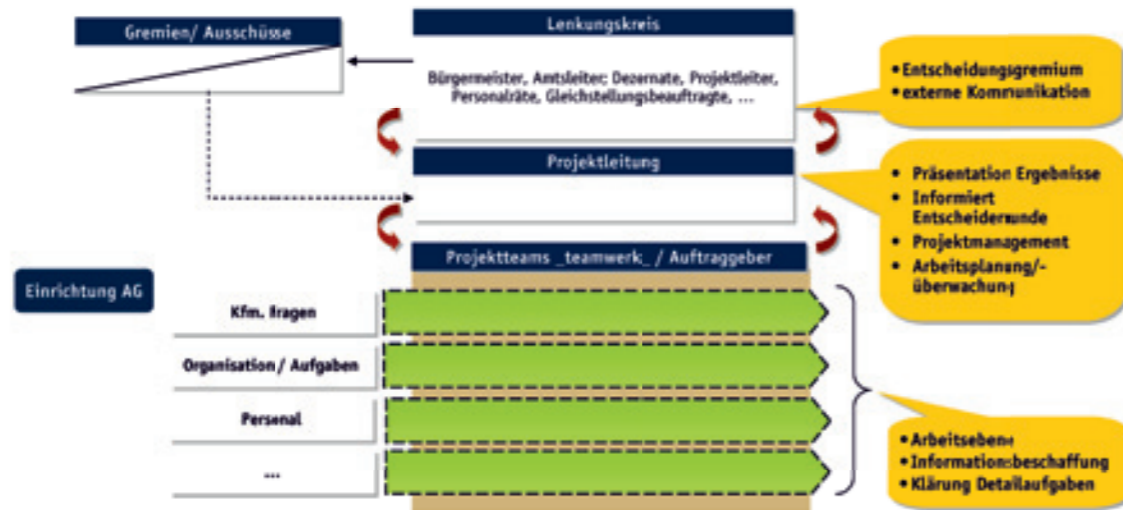 Gremien/ Ausschüsse
Lenkungskreis
Bürgermeister, Amtsleiter; Dezernate, Projektleiter,
Personalräte, Gleichstellungsbeauftragte, ...
• Entscheidungsgremium
• externe Kommunikation
Projektleitung
• Präsentation Ergebnisse
• Informiert
Entscheiderrunde
• Projektmanagement
• Arbeitsplanung/-
überwachung
Projektteams _teamwerk_ / Auftraggeber
Einrichtung AG
Kfm. Fragen
Organisation / Aufgaben
Personal
...
• Arbeitsebene
• Informationsbeschaffung
• Klärung Detailaufgaben